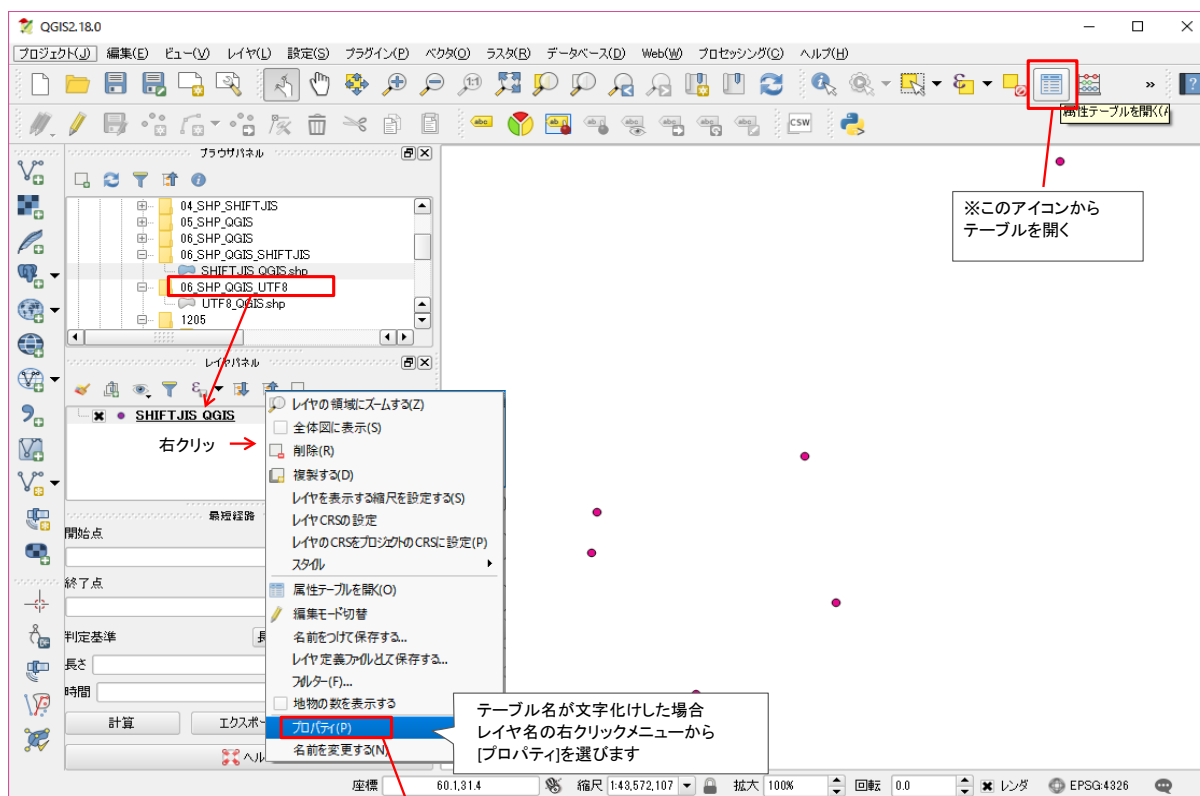 QGIS2.18.0
プロジェクト(J) 編集(E) ビュー(V) レイヤ(L) 設定(S) プラグイン(P) ベクタ(O) ラスタ(R) データベース(D) Web(W) プロセッシング(C) ヘルプ(H)
属性テーブルを開く(A
ブラウザパネル
04_SHP_SHIFTJIS
05_SHP_QGIS
06_SHP_QGIS
06_SHP_QGIS_SHIFTJIS
SHIFTJIS_QGIS.shp
06_SHP_QGIS_UTF8
UTF8_QGIS.shp
1205
※このアイコンから
テーブルを開く
レイヤパネル
SHIFTJIS QGIS
右クリッ
レイヤの領域にズームする(Z)
全体図に表示(S)
削除(R)
複製する(D)
レイヤを表示する縮尺を設定する(S)
レイヤCRSの設定
レイヤのCRSをプロジェクトのCRSに設定(P)
スタイル
属性テーブルを開く(O)
編集モード切替
名前をつけて保存する...
レイヤ定義ファイルとして保存する...
フィルター(F)...
地物の数を表示する
プロパティ(P)
名前を変更する(N)
最短経路
開始点
終了点
判定基準 長
長さ
時間
計算 エクスポー
ヘル
テーブル名が文字化けした場合
レイヤ名の右クリックメニューから
[プロパティ]を選びます
座標 60.1,31.4 縮尺 1:43,572,107 拡大 100% 回転 0.0 レンダ EPSG:4326